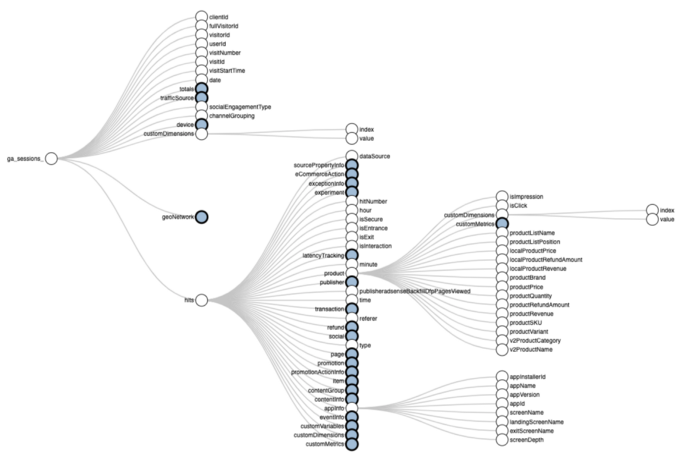 ga_sessions_
clientId
fullVisitorId
visitorId
userId
visitNumber
visitId
visitStartTime
date
totals
trafficSource
socialEngagementType
channelGrouping
device
customDimensions
index
value
geoNetwork
hits
dataSource
sourcePropertyInfo
eCommerceAction
exceptionInfo
experiment
hitNumber
hour
isSecure
isEntrance
isExit
isInteraction
latencyTracking
minute
product
publisher
publisheradsenseBackfillDfpPagesViewed
time
transaction
referer
refund
social
type
page
promotion
promotionActionInfo
item
contentGroup
contentInfo
appInfo
eventInfo
customVariables
customDimensions
customMetrics
isImpression
isClick
customDimensions
customMetrics
index
value
productListName
productListPosition
localProductPrice
localProductRefundAmount
localProductRevenue
productBrand
productPrice
productQuantity
productRefundAmount
productRevenue
productSKU
productVariant
v2ProductCategory
v2ProductName
appInstallerId
appName
appVersion
appId
screenName
landingScreenName
exitScreenName
screenDepth